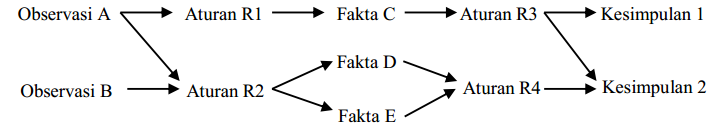 Observasi A Aturan R1 Fakta C Aturan R3 Kesimpulan 1
Fakta D
Observasi B Aturan R2 Aturan R4 Kesimpulan 2
Fakta E